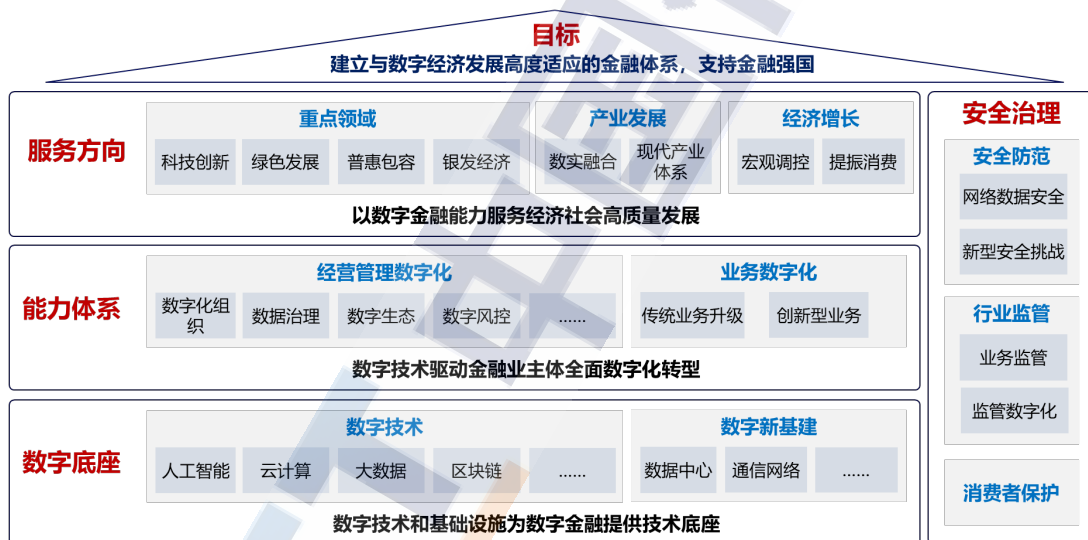 目标
建立与数字经济发展高度适应的金融体系，支持金融强国
服务方向
重点领域
科技创新
绿色发展
普惠包容
银发经济
产业发展
数实融合
现代产业
体系
经济增长
宏观调控
提振消费
以数字金融能力服务经济社会高质量发展
能力体系
经营管理数字化
数字化组
织
数据治理
数字生态
数字风控
......
业务数字化
传统业务升级
创新型业务
数字技术驱动金融业主体全面数字化转型
数字底座
数字技术
人工智能
云计算
大数据
区块链
......
数字新基建
数据中心
通信网络
......
数字技术和基础设施为数字金融提供技术底座
安全治理
安全防范
网络数据安全
新型安全挑战
行业监管
业务监管
监管数字化
消费者保护